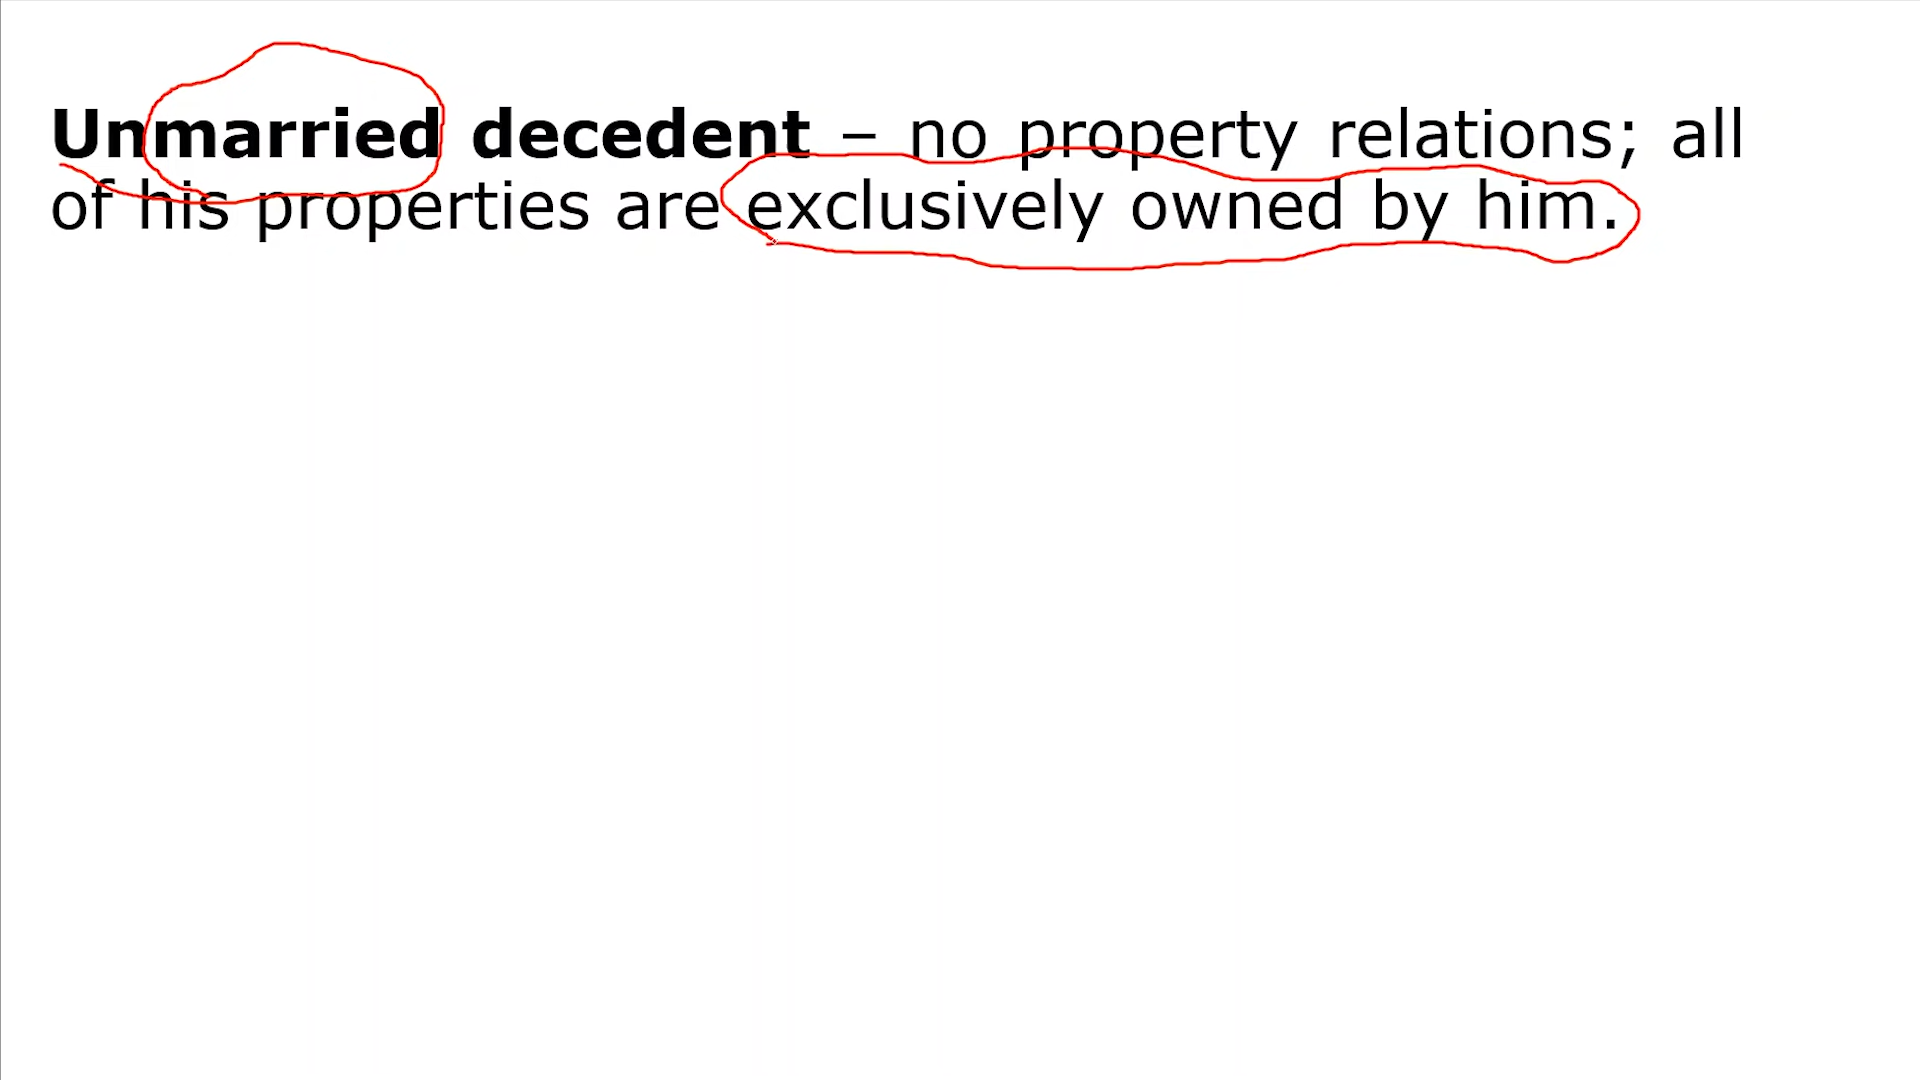 Unmarried decedent – no property relations; all
of his properties are exclusively owned by him.